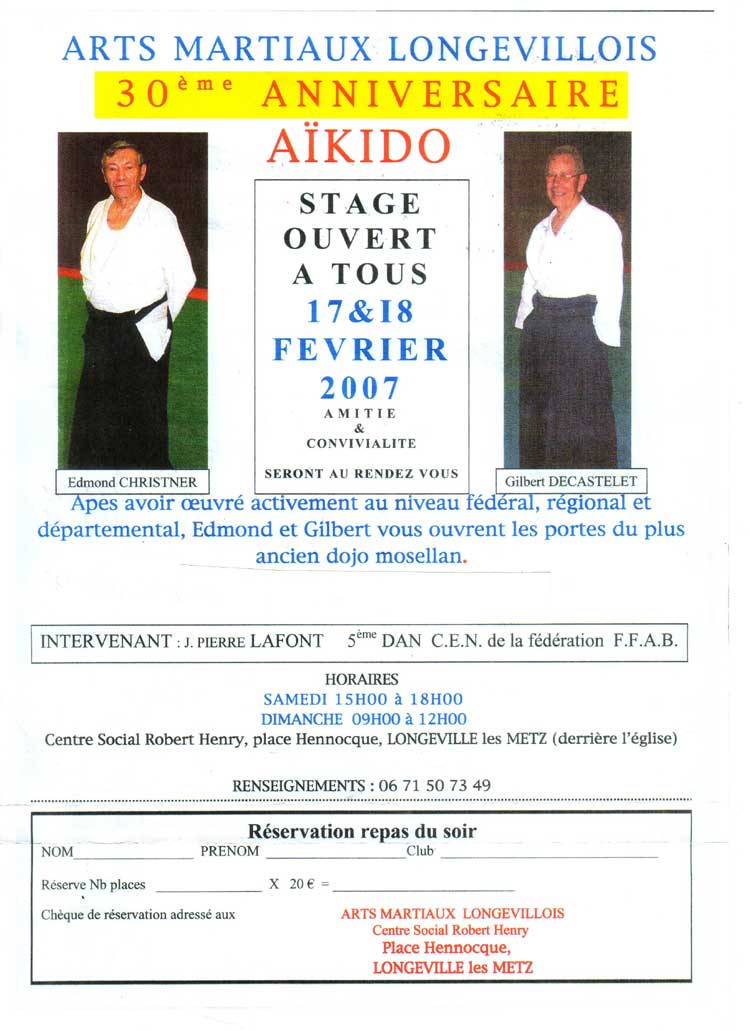 ARTS MARTIAUX LONGEVILLOIS
30ème ANNIVERSAIRE
AÏKIDO
STAGE
OUVERT
A TOUS
17&18
FEVRIER
2007
AMITIE
&
CONVIVIALITE
SERONT AU RENDEZ VOUS
Edmond CHRISTNER
Gilbert DECASTELET
Apes avoir œuvré activement au niveau fédéral, régional et
départemental, Edmond et Gilbert vous ouvrent les portes du plus
ancien dojo mosellan.
INTERVENANT : J. PIERRE LAFONT 5ème DAN C.E.N. de la fédération F.F.A.B.
HORAIRES
SAMEDI 15H00 à 18H00
DIMANCHE 09H00 à 12H00
Centre Social Robert Henry, place Hennocque, LONGEVILLE les METZ (derrière l'église)
RENSEIGNEMENTS : 06 71 50 73 49
Réservation repas du soir
NOM__________________ PRENOM ____________________Club ______________________________
Réserve Nb places _______________ X 20 € = _________________________
Chèque de réservation adressé aux ARTS MARTIAUX LONGEVILLOIS
Centre Social Robert Henry
Place Hennocque,
LONGEVILLE les METZ